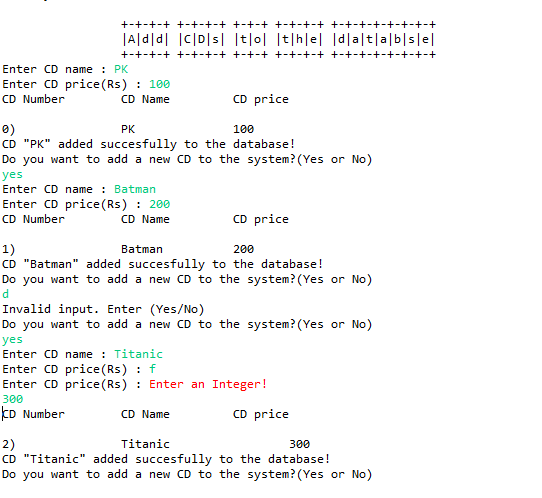 +-+-+-+ +-+-+-+ +-+-+ +-+-+-+ +-+-+-+-+-+-+-+
|A|d|d| |C|D|s| |t|o| |t|h|e| |d|a|t|a|b|s|e|
+-+-+-+ +-+-+-+ +-+-+ +-+-+-+ +-+-+-+-+-+-+-+
Enter CD name : PK
Enter CD price(Rs) : 100
CD Number CD Name CD price
0) PK 100
CD "PK" added succesfully to the database!
Do you want to add a new CD to the system?(Yes or No)
yes
Enter CD name : Batman
Enter CD price(Rs) : 200
CD Number CD Name CD price
1) Batman 200
CD "Batman" added succesfully to the database!
Do you want to add a new CD to the system?(Yes or No)
d
Invalid input. Enter (Yes/No)
Do you want to add a new CD to the system?(Yes or No)
yes
Enter CD name : Titanic
Enter CD price(Rs) : f
Enter CD price(Rs) : Enter an Integer!
300
CD Number CD Name CD price
2) Titanic 300
CD "Titanic" added succesfully to the database!
Do you want to add a new CD to the system?(Yes or No)